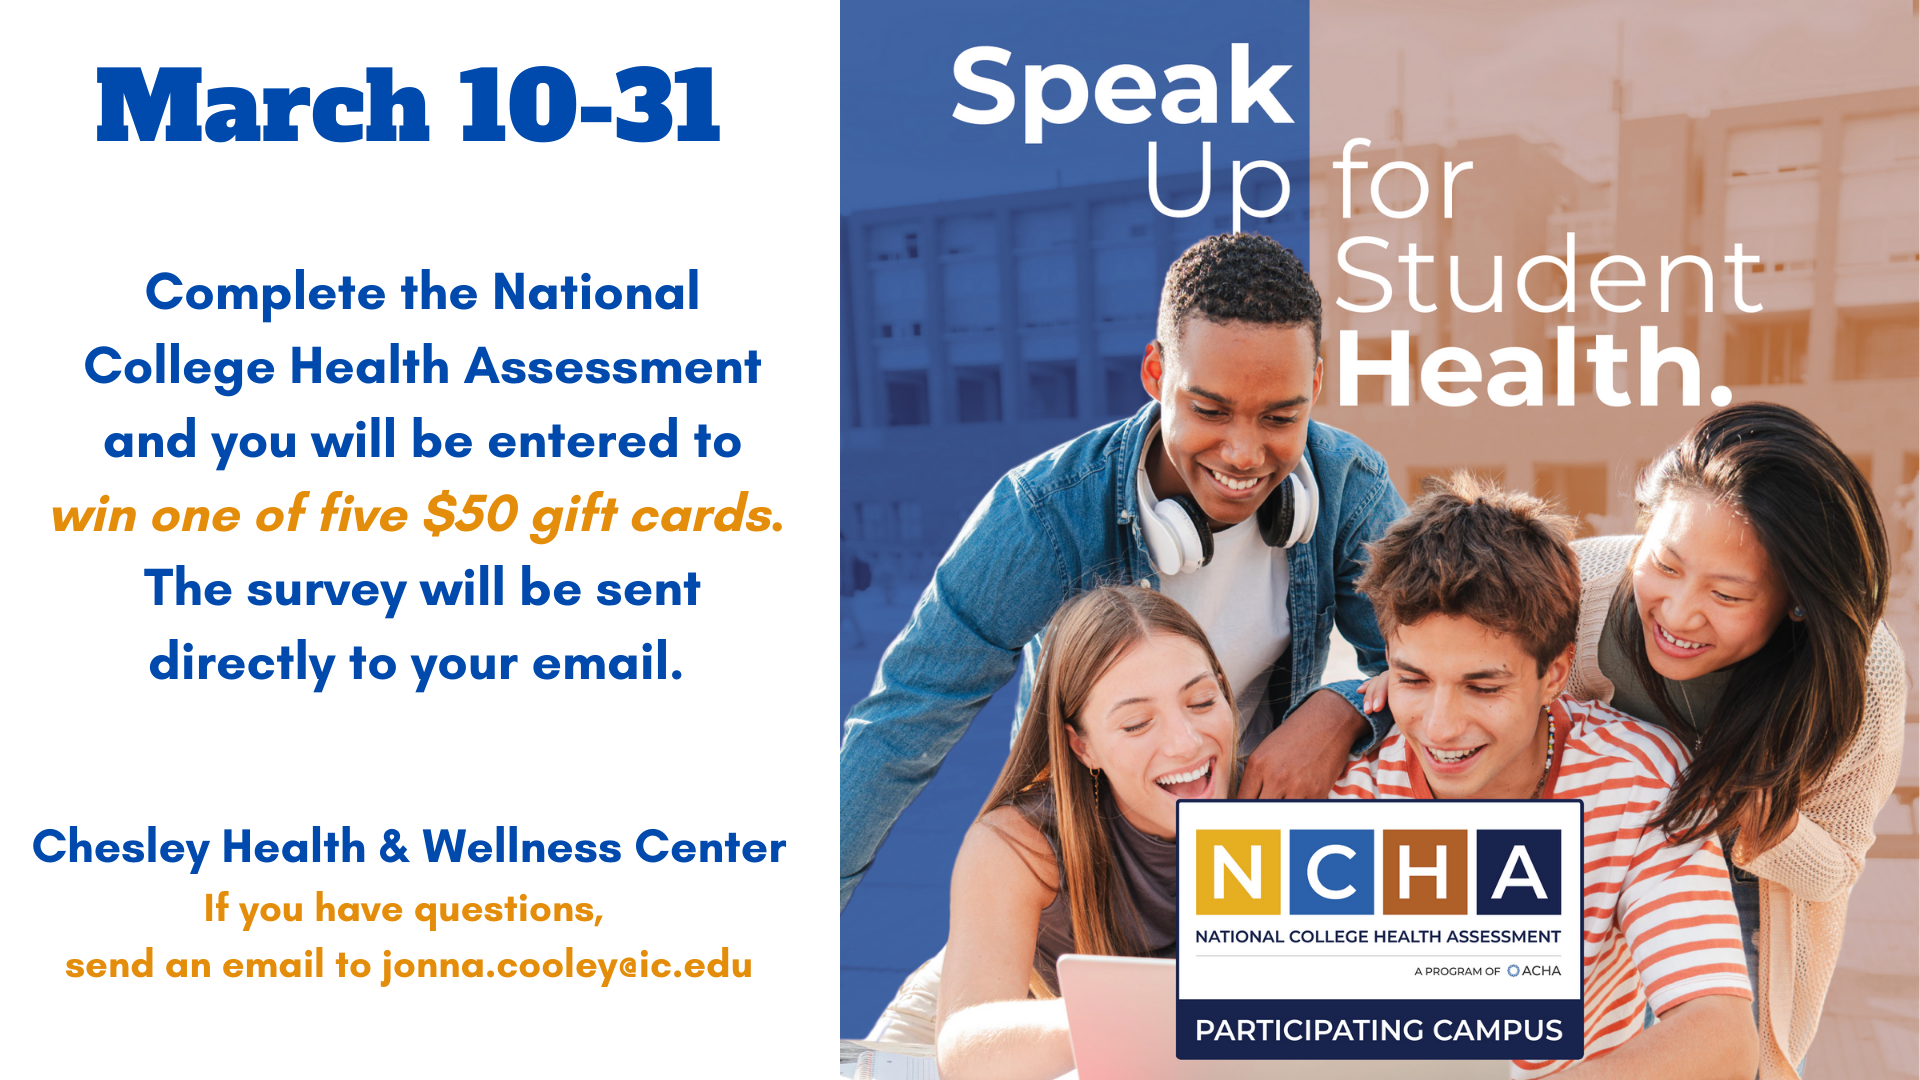 March 10-31
Complete the National
College Health Assessment
and you will be entered to
win one of five $50 gift cards.
The survey will be sent
directly to your email.
Chesley Health & Wellness Center
If you have questions,
send an email to jonna.cooley@ic.edu
Speak
Up for
Student
Health.
NCHA
NATIONAL COLLEGE HEALTH ASSESSMENT
A PROGRAM OF ACHA
PARTICIPATING CAMPUS